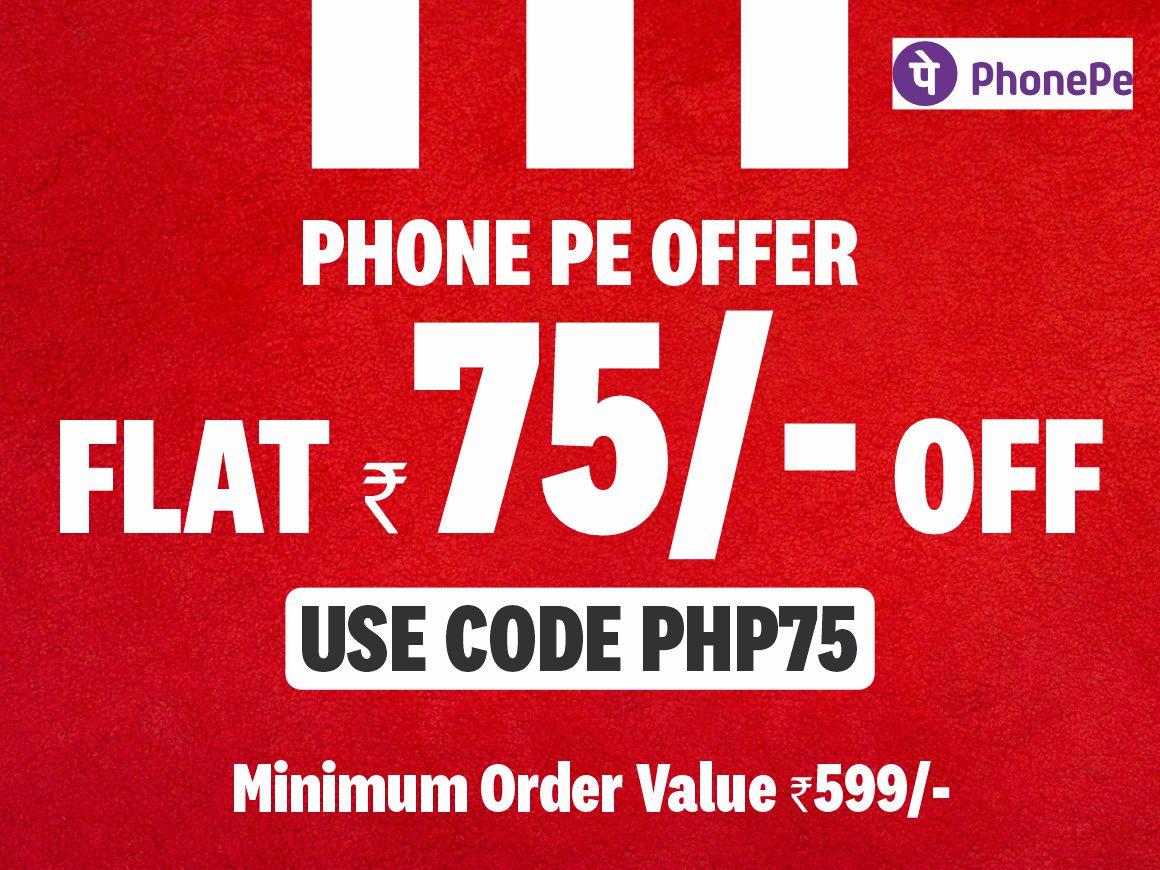 पे PhonePe
PHONE PE OFFER
FLAT ₹75/- OFF
USE CODE PHP75
Minimum Order Value ₹599/-